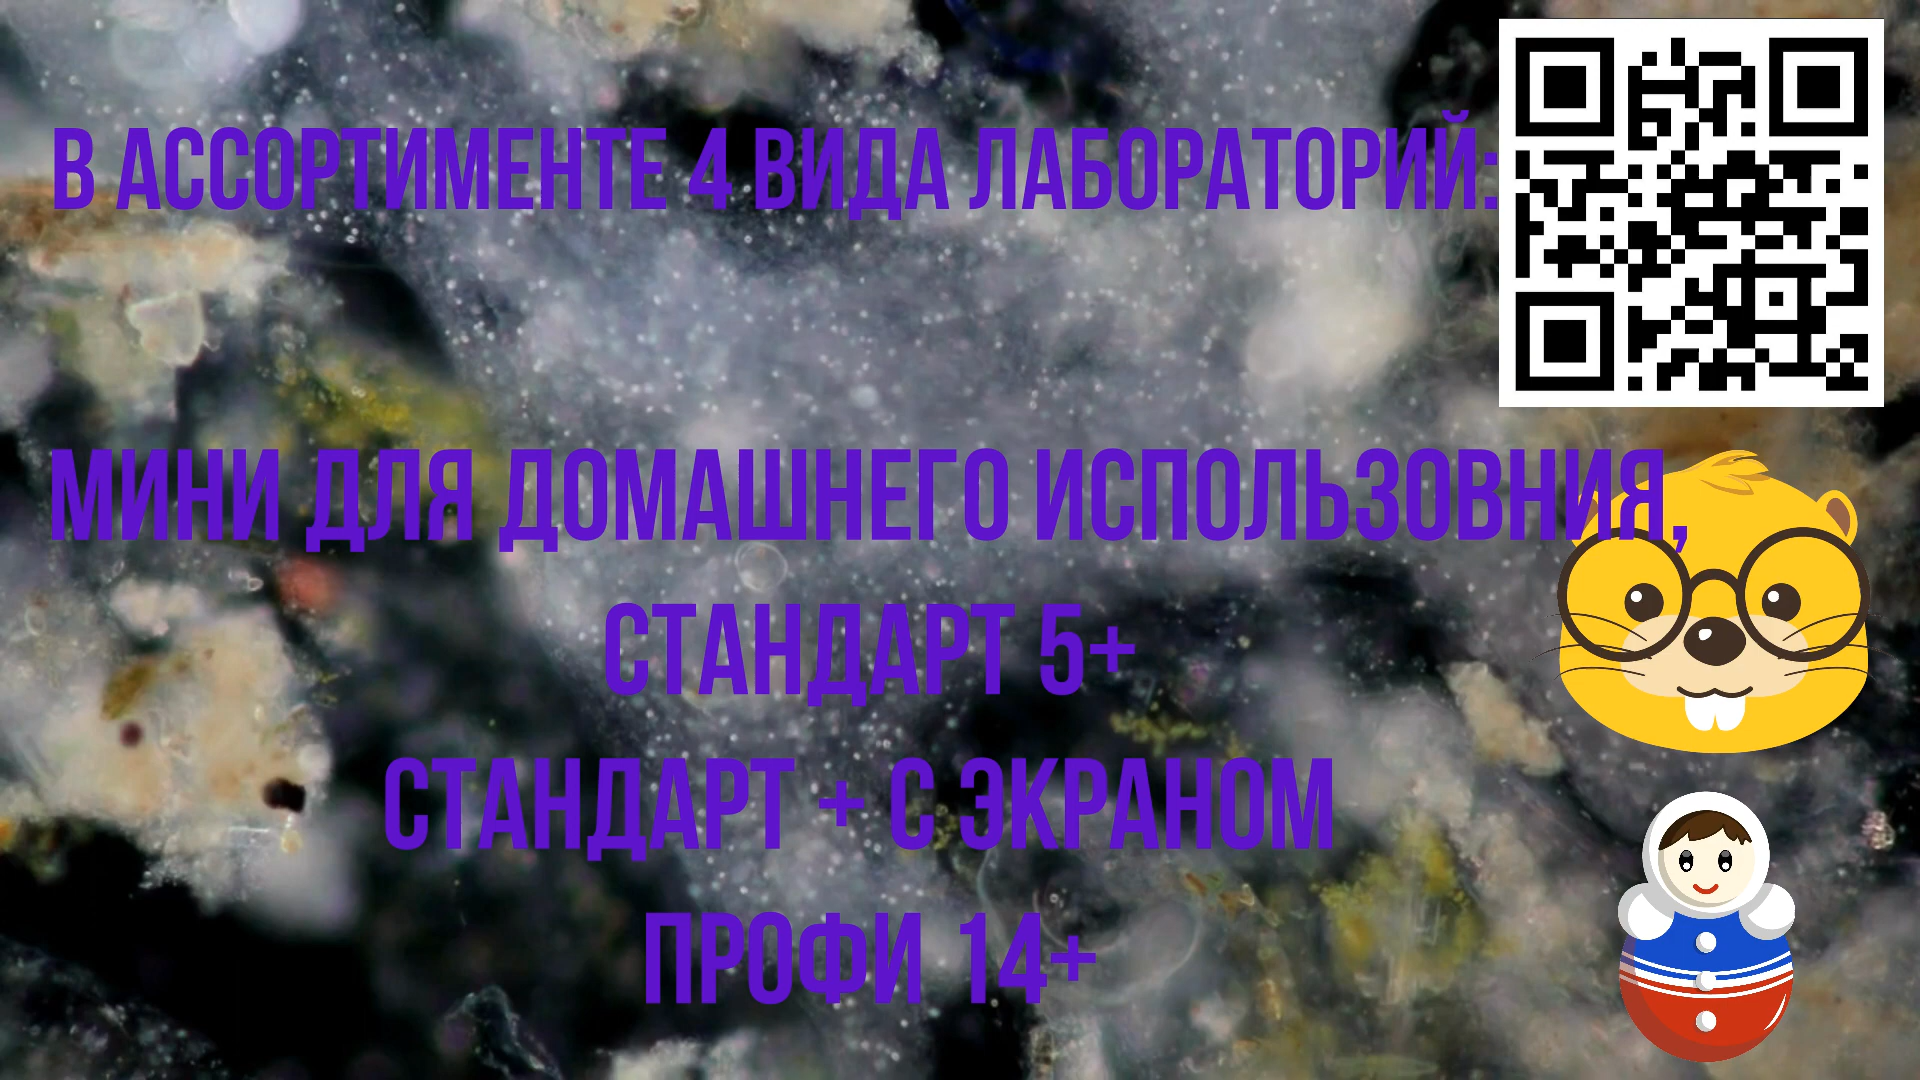 В АССОРТИМЕНТЕ 4 ВИДА ЛАБОРАТОРИЙ:
МИНИ ДЛЯ ДОМАШНЕГО ИСПОЛЬЗОВНИЯ,
СТАНДАРТ 5+
СТАНДАРТ + С ЭКРАНОМ
ПРОФИ 14+